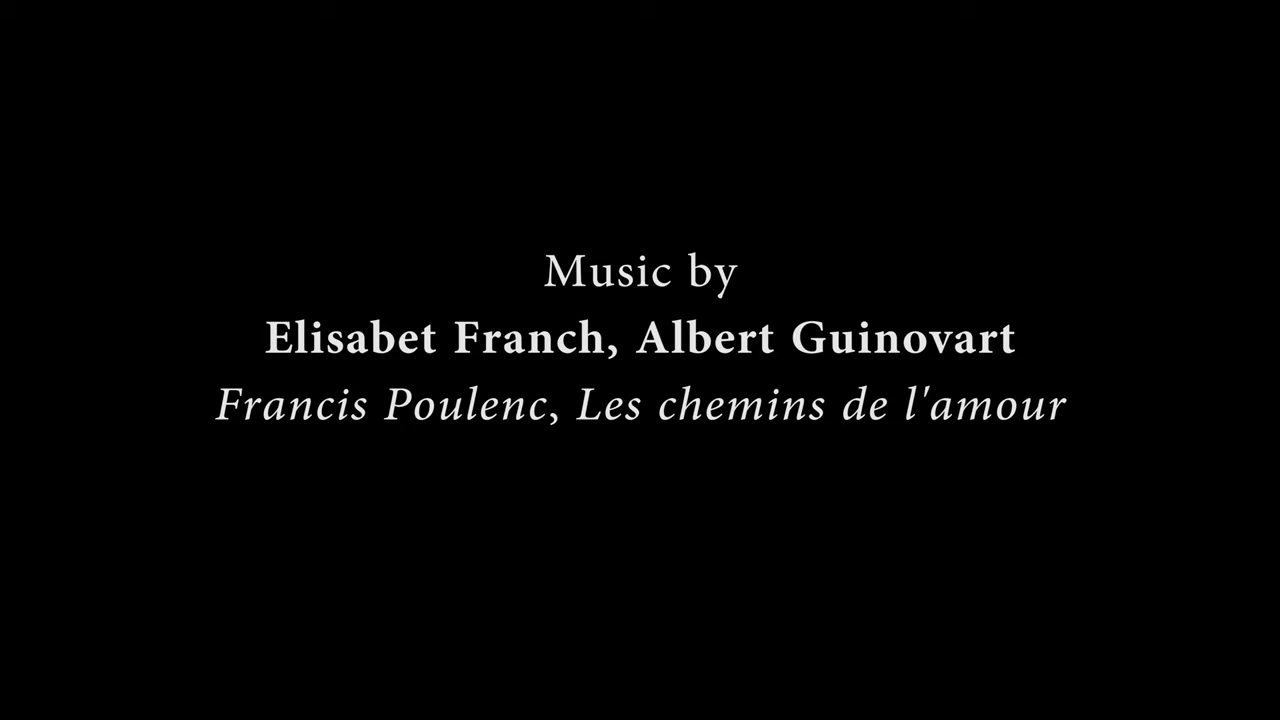 Music by
Elisabet Franch, Albert Guinovart
Francis Poulenc, Les chemins de l'amour